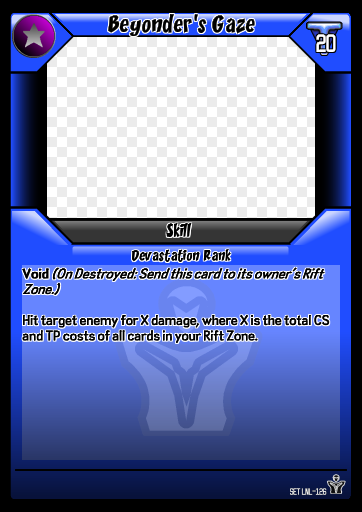 Beyonder's Gaze
20
Skill
Devastation Rank
Void (On Destroyed: Send this card to its owner's Rift
Zone.)
Hit target enemy for X damage, where X is the total CS
and TP costs of all cards in your Rift Zone.
SET LNL-126